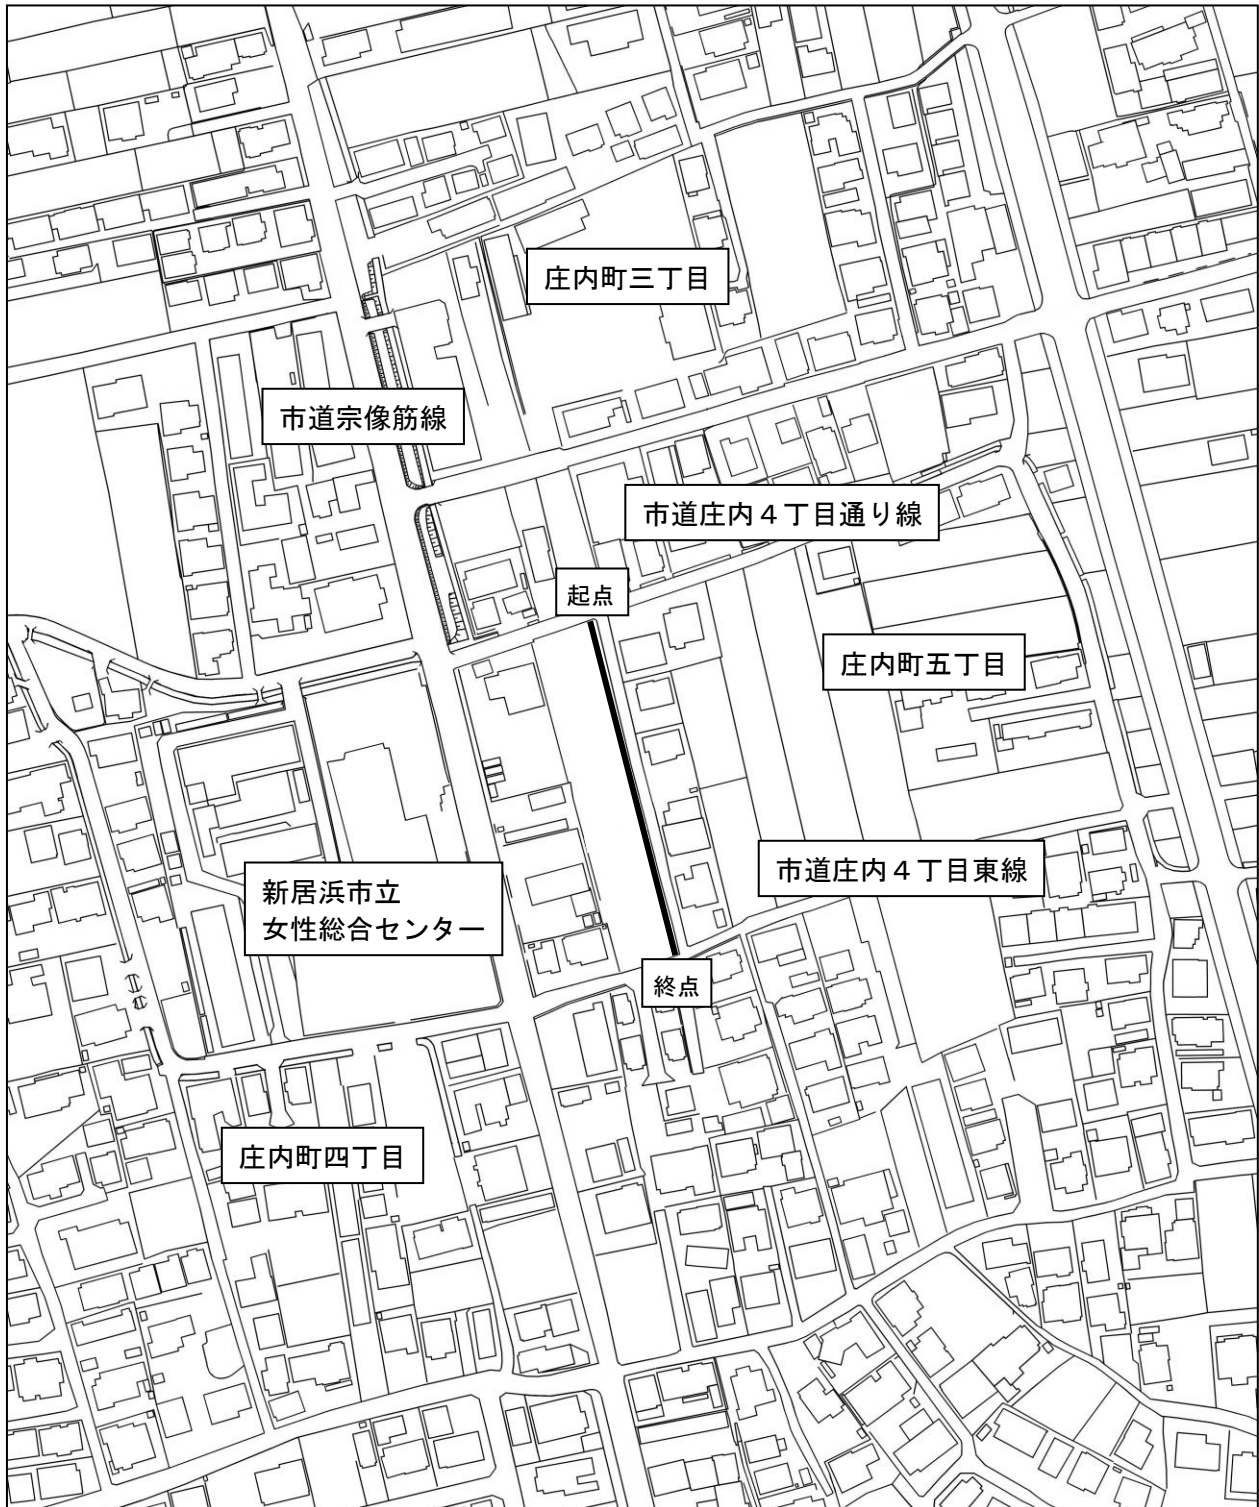 庄内町三丁目
市道宗像筋線
市道庄内４丁目通り線
起点
庄内町五丁目
市道庄内４丁目東線
新居浜市立
女性総合センター
終点
庄内町四丁目